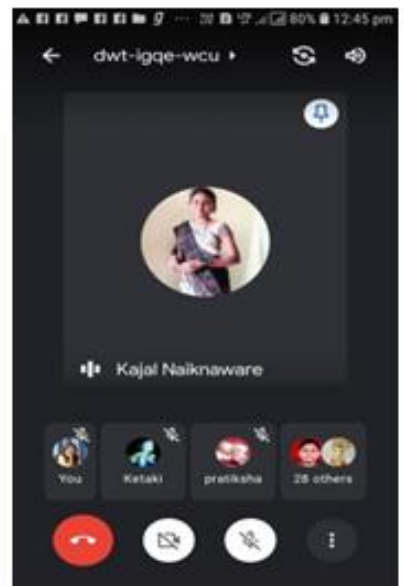 80% 12:45 pm
dwt-igqe-wcu
Kajal Naiknaware
You
Ketaki
pratiksha
28 others